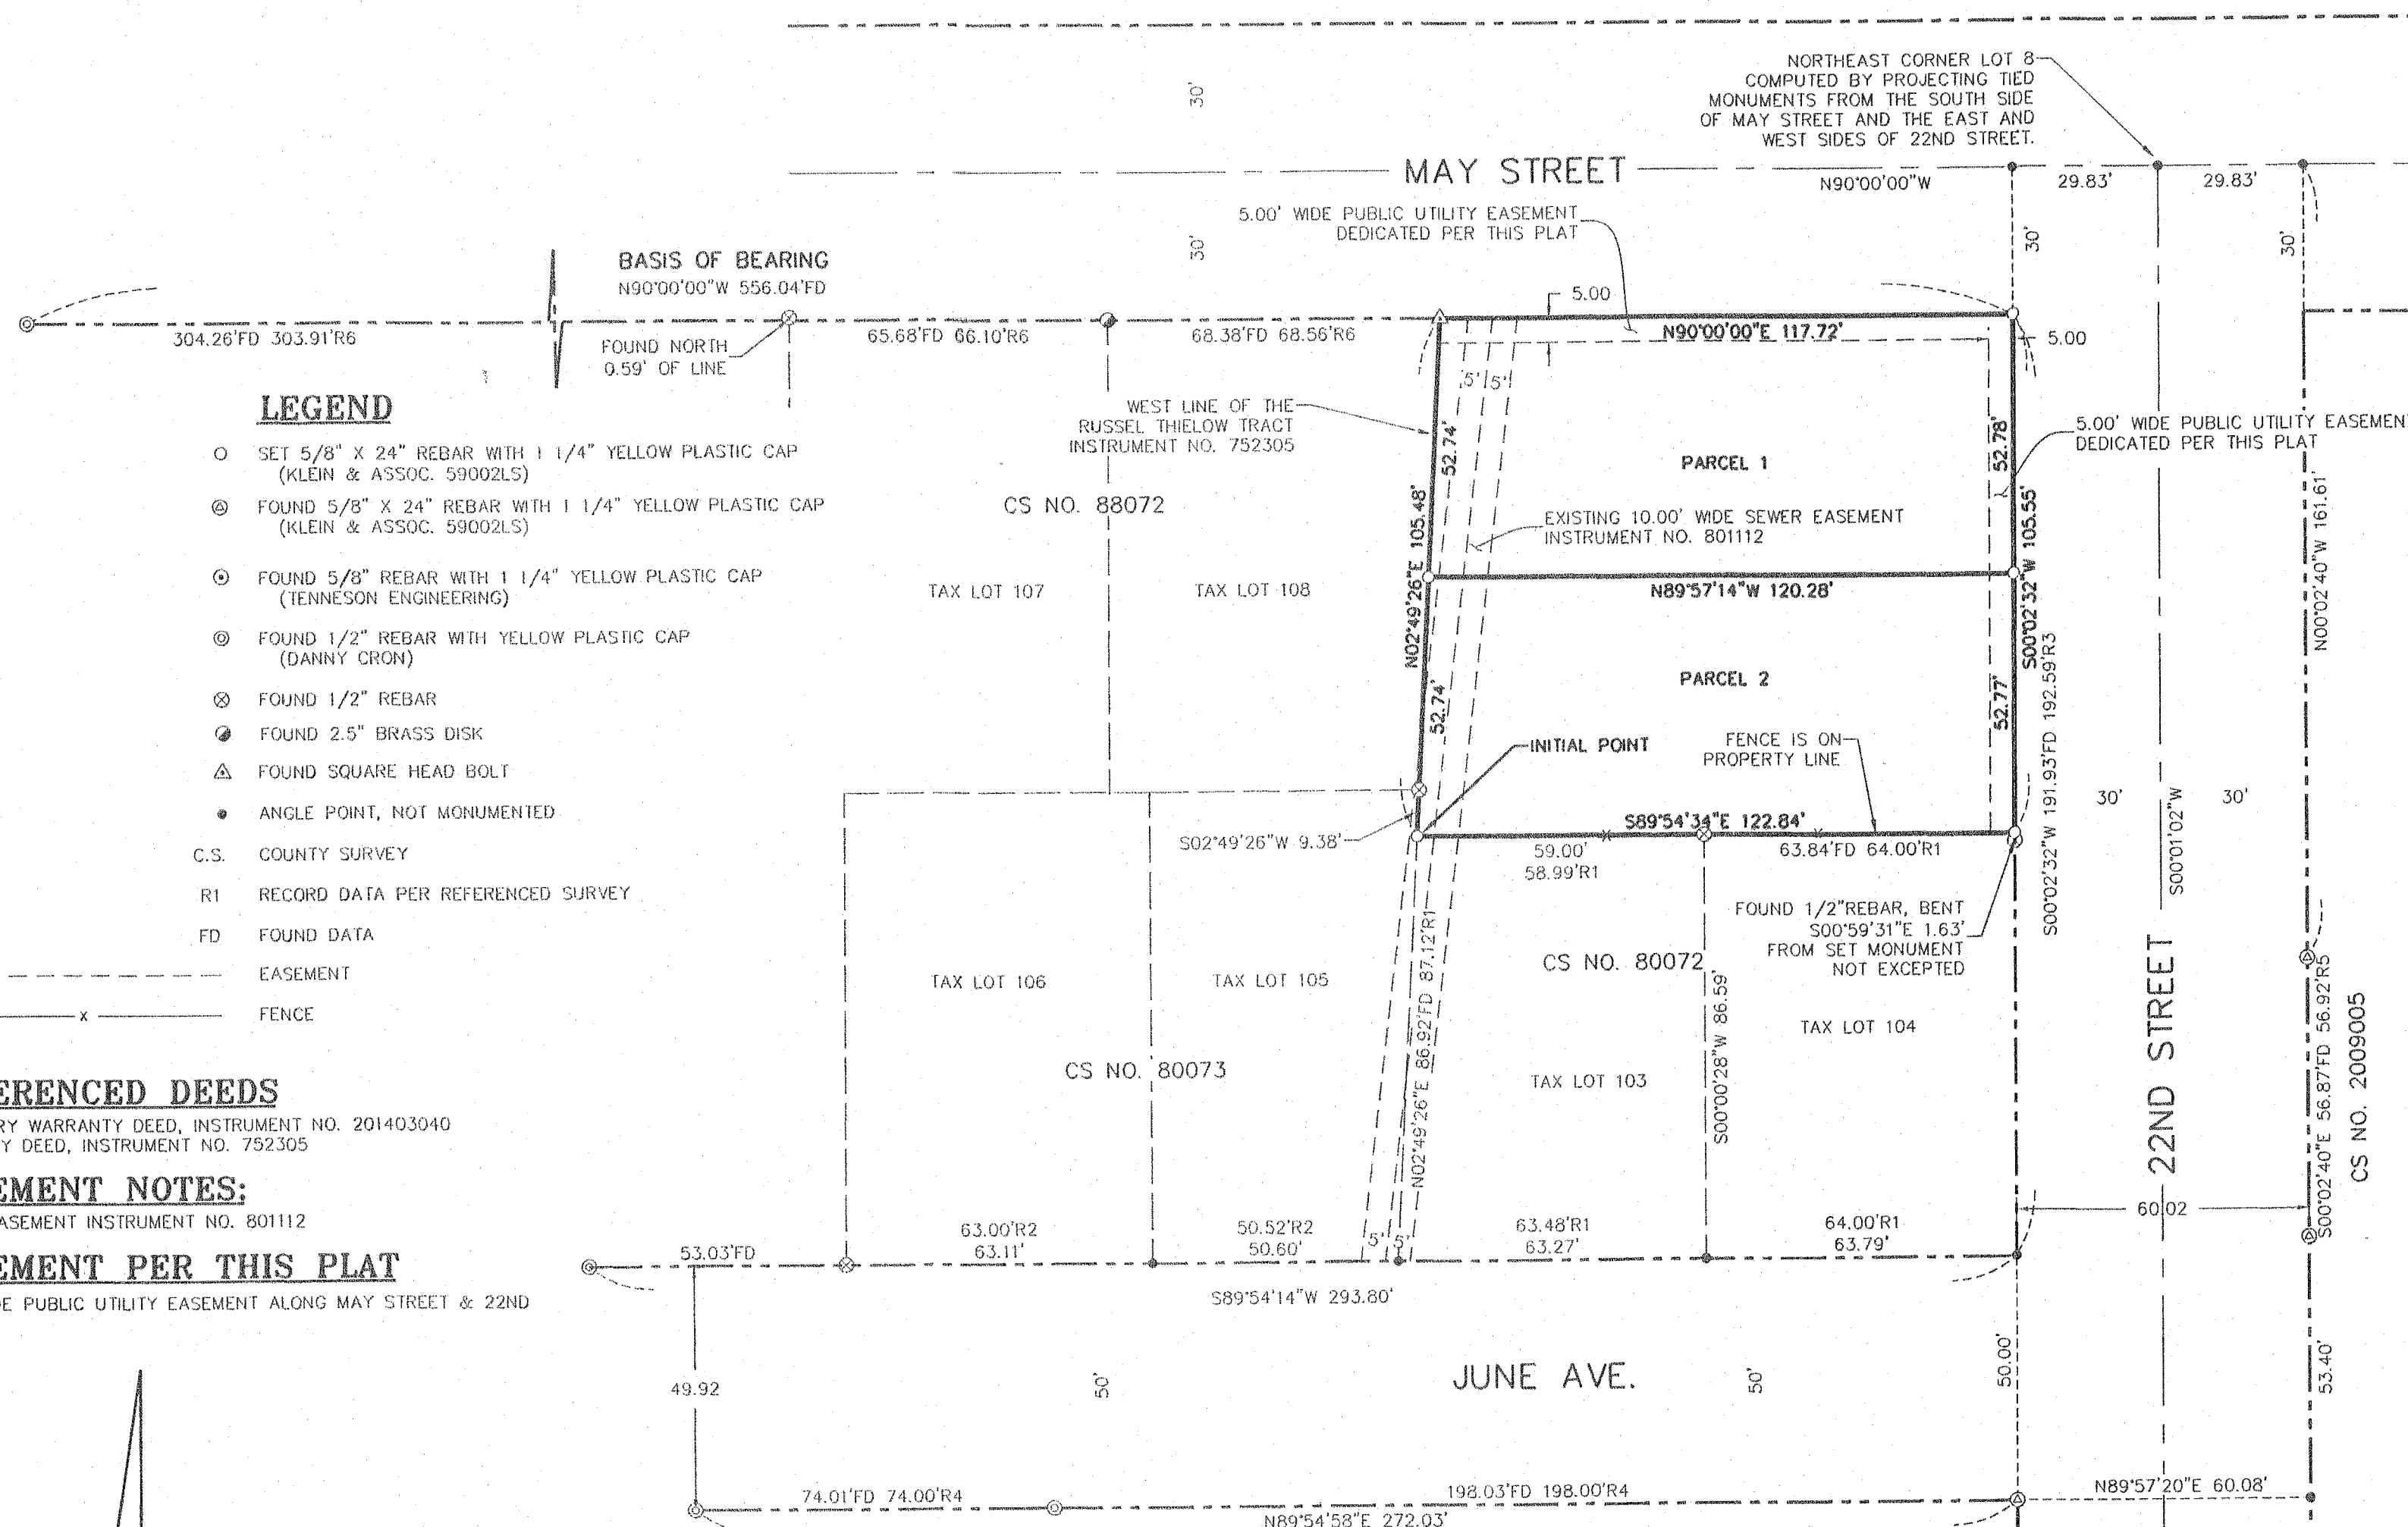 NORTHEAST CORNER LOT 8
COMPUTED BY PROJECTING TIED
MONUMENTS FROM THE SOUTH SIDE
OF MAY STREET AND THE EAST AND
WEST SIDES OF 22ND STREET.
30'
MAY STREET
N90°00'00"W
29.83'
29.83'
5.00' WIDE PUBLIC UTILITY EASEMENT
DEDICATED PER THIS PLAT
30'
30'
30'
BASIS OF BEARING
N90°00'00"W 556.04'FD
5.00
304.26'FD 303.91'R6
FOUND NORTH
0.59' OF LINE
65.68'FD 66.10'R6
68.38'FD 68.56'R6
N90°00'00"E 117.72'
5.00
5'
5'
WEST LINE OF THE
RUSSEL THIELOW TRACT
INSTRUMENT NO. 752305
52.74'
52.78'
5.00' WIDE PUBLIC UTILITY EASEMEN
DEDICATED PER THIS PLAT
PARCEL 1
LEGEND
SET 5/8" X 24" REBAR WITH 1 1/4" YELLOW PLASTIC CAP
(KLEIN & ASSOC. 59002LS)
FOUND 5/8" X 24" REBAR WITH 1 1/4" YELLOW PLASTIC CAP
(KLEIN & ASSOC. 59002LS)
FOUND 5/8" REBAR WITH 1 1/4" YELLOW PLASTIC CAP
(TENNESON ENGINEERING)
FOUND 1/2" REBAR WITH YELLOW PLASTIC CAP
(DANNY CRON)
FOUND 1/2" REBAR
FOUND 2.5" BRASS DISK
FOUND SQUARE HEAD BOLT
ANGLE POINT, NOT MONUMENTED
C.S. COUNTY SURVEY
R1 RECORD DATA PER REFERENCED SURVEY
FD FOUND DATA
EASEMENT
x FENCE
CS NO. 88072
EXISTING 10.00' WIDE SEWER EASEMENT
INSTRUMENT NO. 801112
N02°49'26"E 105.48'
S00°02'32"W 105.55'
N00°02'40"W 161.61'
TAX LOT 107
TAX LOT 108
N89°57'14"W 120.28'
PARCEL 2
52.74'
52.77'
S00°02'32"W 191.93'FD 192.59'R3
INITIAL POINT
FENCE IS ON
PROPERTY LINE
30'
30'
S00°01'02"W
S02°49'26"W 9.38'
S89°54'34"E 122.84'
59.00'
58.99'R1
63.84'FD 64.00'R1
FOUND 1/2"REBAR, BENT
S00°59'31"E 1.63'
FROM SET MONUMENT
NOT EXCEPTED
CS NO. 80072
TAX LOT 106
TAX LOT 105
N02°49'26"E 86.92'FD 87.12'R1
S00°00'28"W 86.59'
TAX LOT 104
CS NO. 80073
TAX LOT 103
22ND STREET
S00°02'40"E 56.87'FD 56.92'R5
CS NO. 2009005
ERENCED DEEDS
RY WARRANTY DEED, INSTRUMENT NO. 201403040
Y DEED, INSTRUMENT NO. 752305
EMENT NOTES:
ASEMENT INSTRUMENT NO. 801112
EMENT PER THIS PLAT
DE PUBLIC UTILITY EASEMENT ALONG MAY STREET & 22ND
60.02
53.03'FD
63.00'R2
63.11'
50.52'R2
50.60'
5'
5'
63.48'R1
63.27'
64.00'R1
63.79'
S89°54'14"W 293.80'
JUNE AVE.
49.92
50'
50'
50.00'
53.40'
74.01'FD 74.00'R4
198.03'FD 198.00'R4
N89°54'58"E 272.03'
N89°57'20"E 60.08'